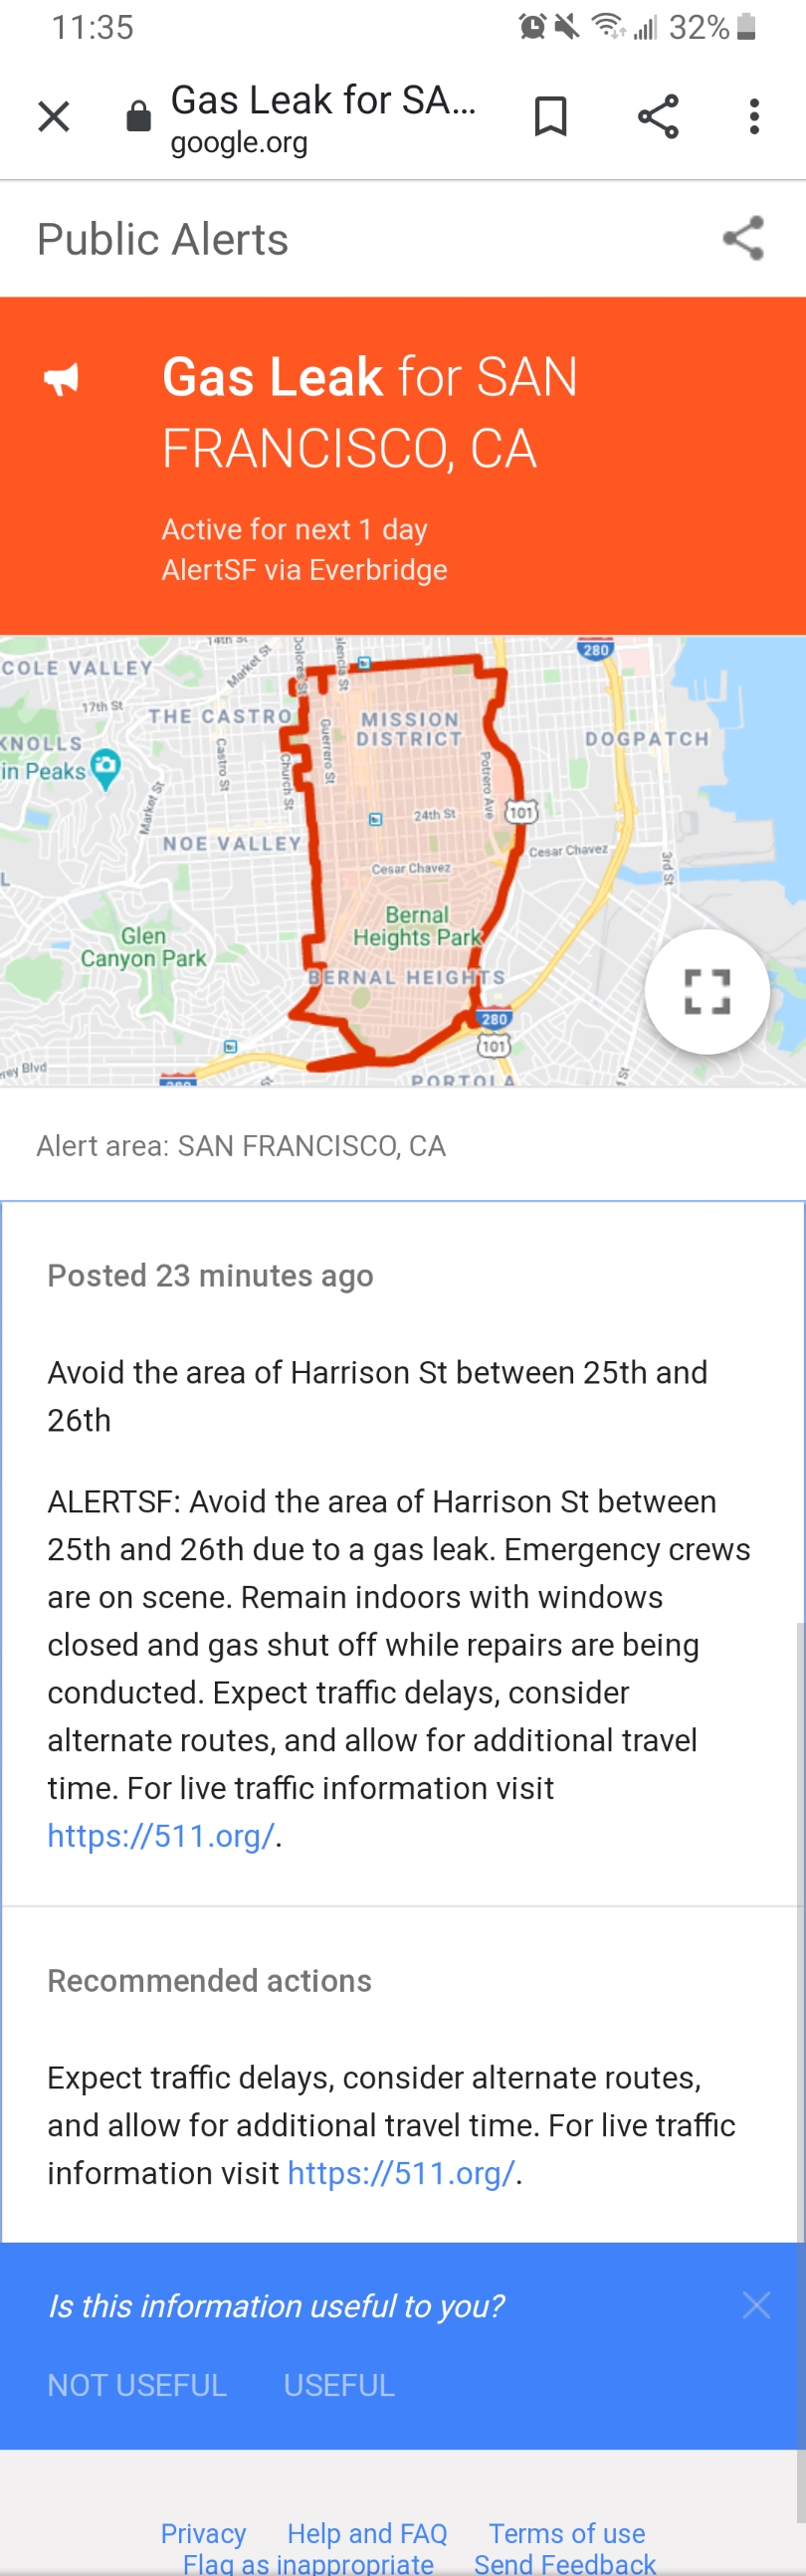 11:35
32%
Gas Leak for SA...
google.org
Public Alerts
Gas Leak for SAN
FRANCISCO, CA
Active for next 1 day
AlertSF via Everbridge
14th St
280
COLE VALLEY
Market St
Dolores St
alencia St
17th St
THE CASTRO
MISSION
DISTRICT
KNOLLS
in Peaks
Castro St
Church St
Guerrero St
Potrero Ave
DOGPATCH
Market St
24th St
101
NOE VALLEY
Cesar Chavez
Cesar Chavez
3rd St
L
Glen
Canyon Park
Bernal
Heights Park
BERNAL HEIGHTS
280
101
rey Blvd
280
PORTOLA
Alert area: SAN FRANCISCO, CA
Posted 23 minutes ago
Avoid the area of Harrison St between 25th and
26th
ALERTSF: Avoid the area of Harrison St between
25th and 26th due to a gas leak. Emergency crews
are on scene. Remain indoors with windows
closed and gas shut off while repairs are being
conducted. Expect traffic delays, consider
alternate routes, and allow for additional travel
time. For live traffic information visit
https://511.org/.
Recommended actions
Expect traffic delays, consider alternate routes,
and allow for additional travel time. For live traffic
information visit https://511.org/.
Is this information useful to you?
NOT USEFUL USEFUL
Privacy Help and FAQ Terms of use
Flag as inappropriate Send Feedback